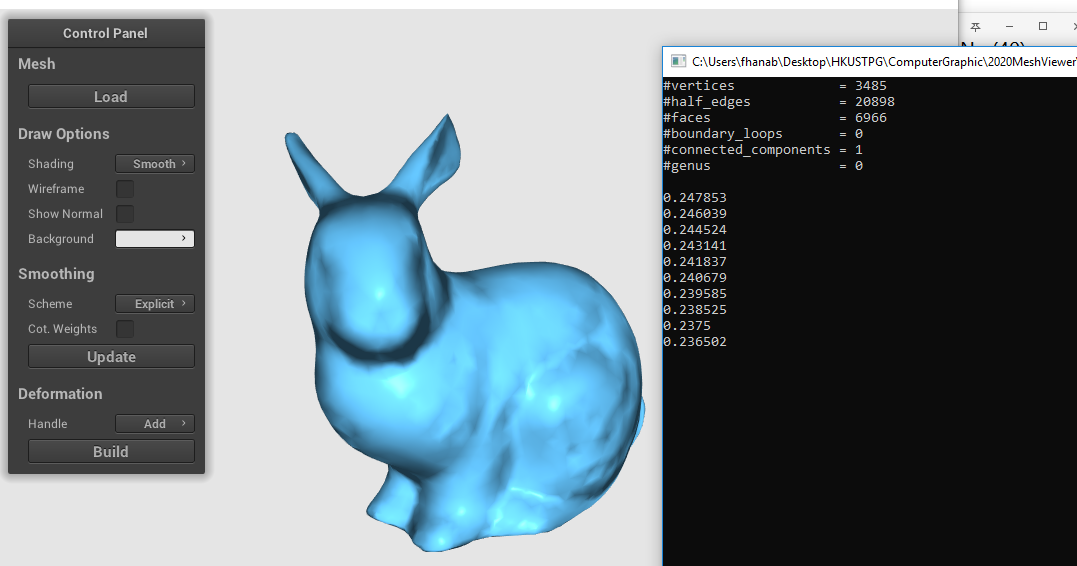 Control Panel
Mesh
Load
Draw Options
Shading Smooth
Wireframe
Show Normal
Background
Smoothing
Scheme Explicit
Cot. Weights
Update
Deformation
Handle Add
Build
C:\Users\fhanab\Desktop\HKUSTPG\ComputerGraphic\2020MeshViewer\
#vertices = 3485
#half_edges = 20898
#faces = 6966
#boundary_loops = 0
#connected_components = 1
#genus = 0
0.247853
0.246039
0.244524
0.243141
0.241837
0.240679
0.239585
0.238525
0.2375
0.236502